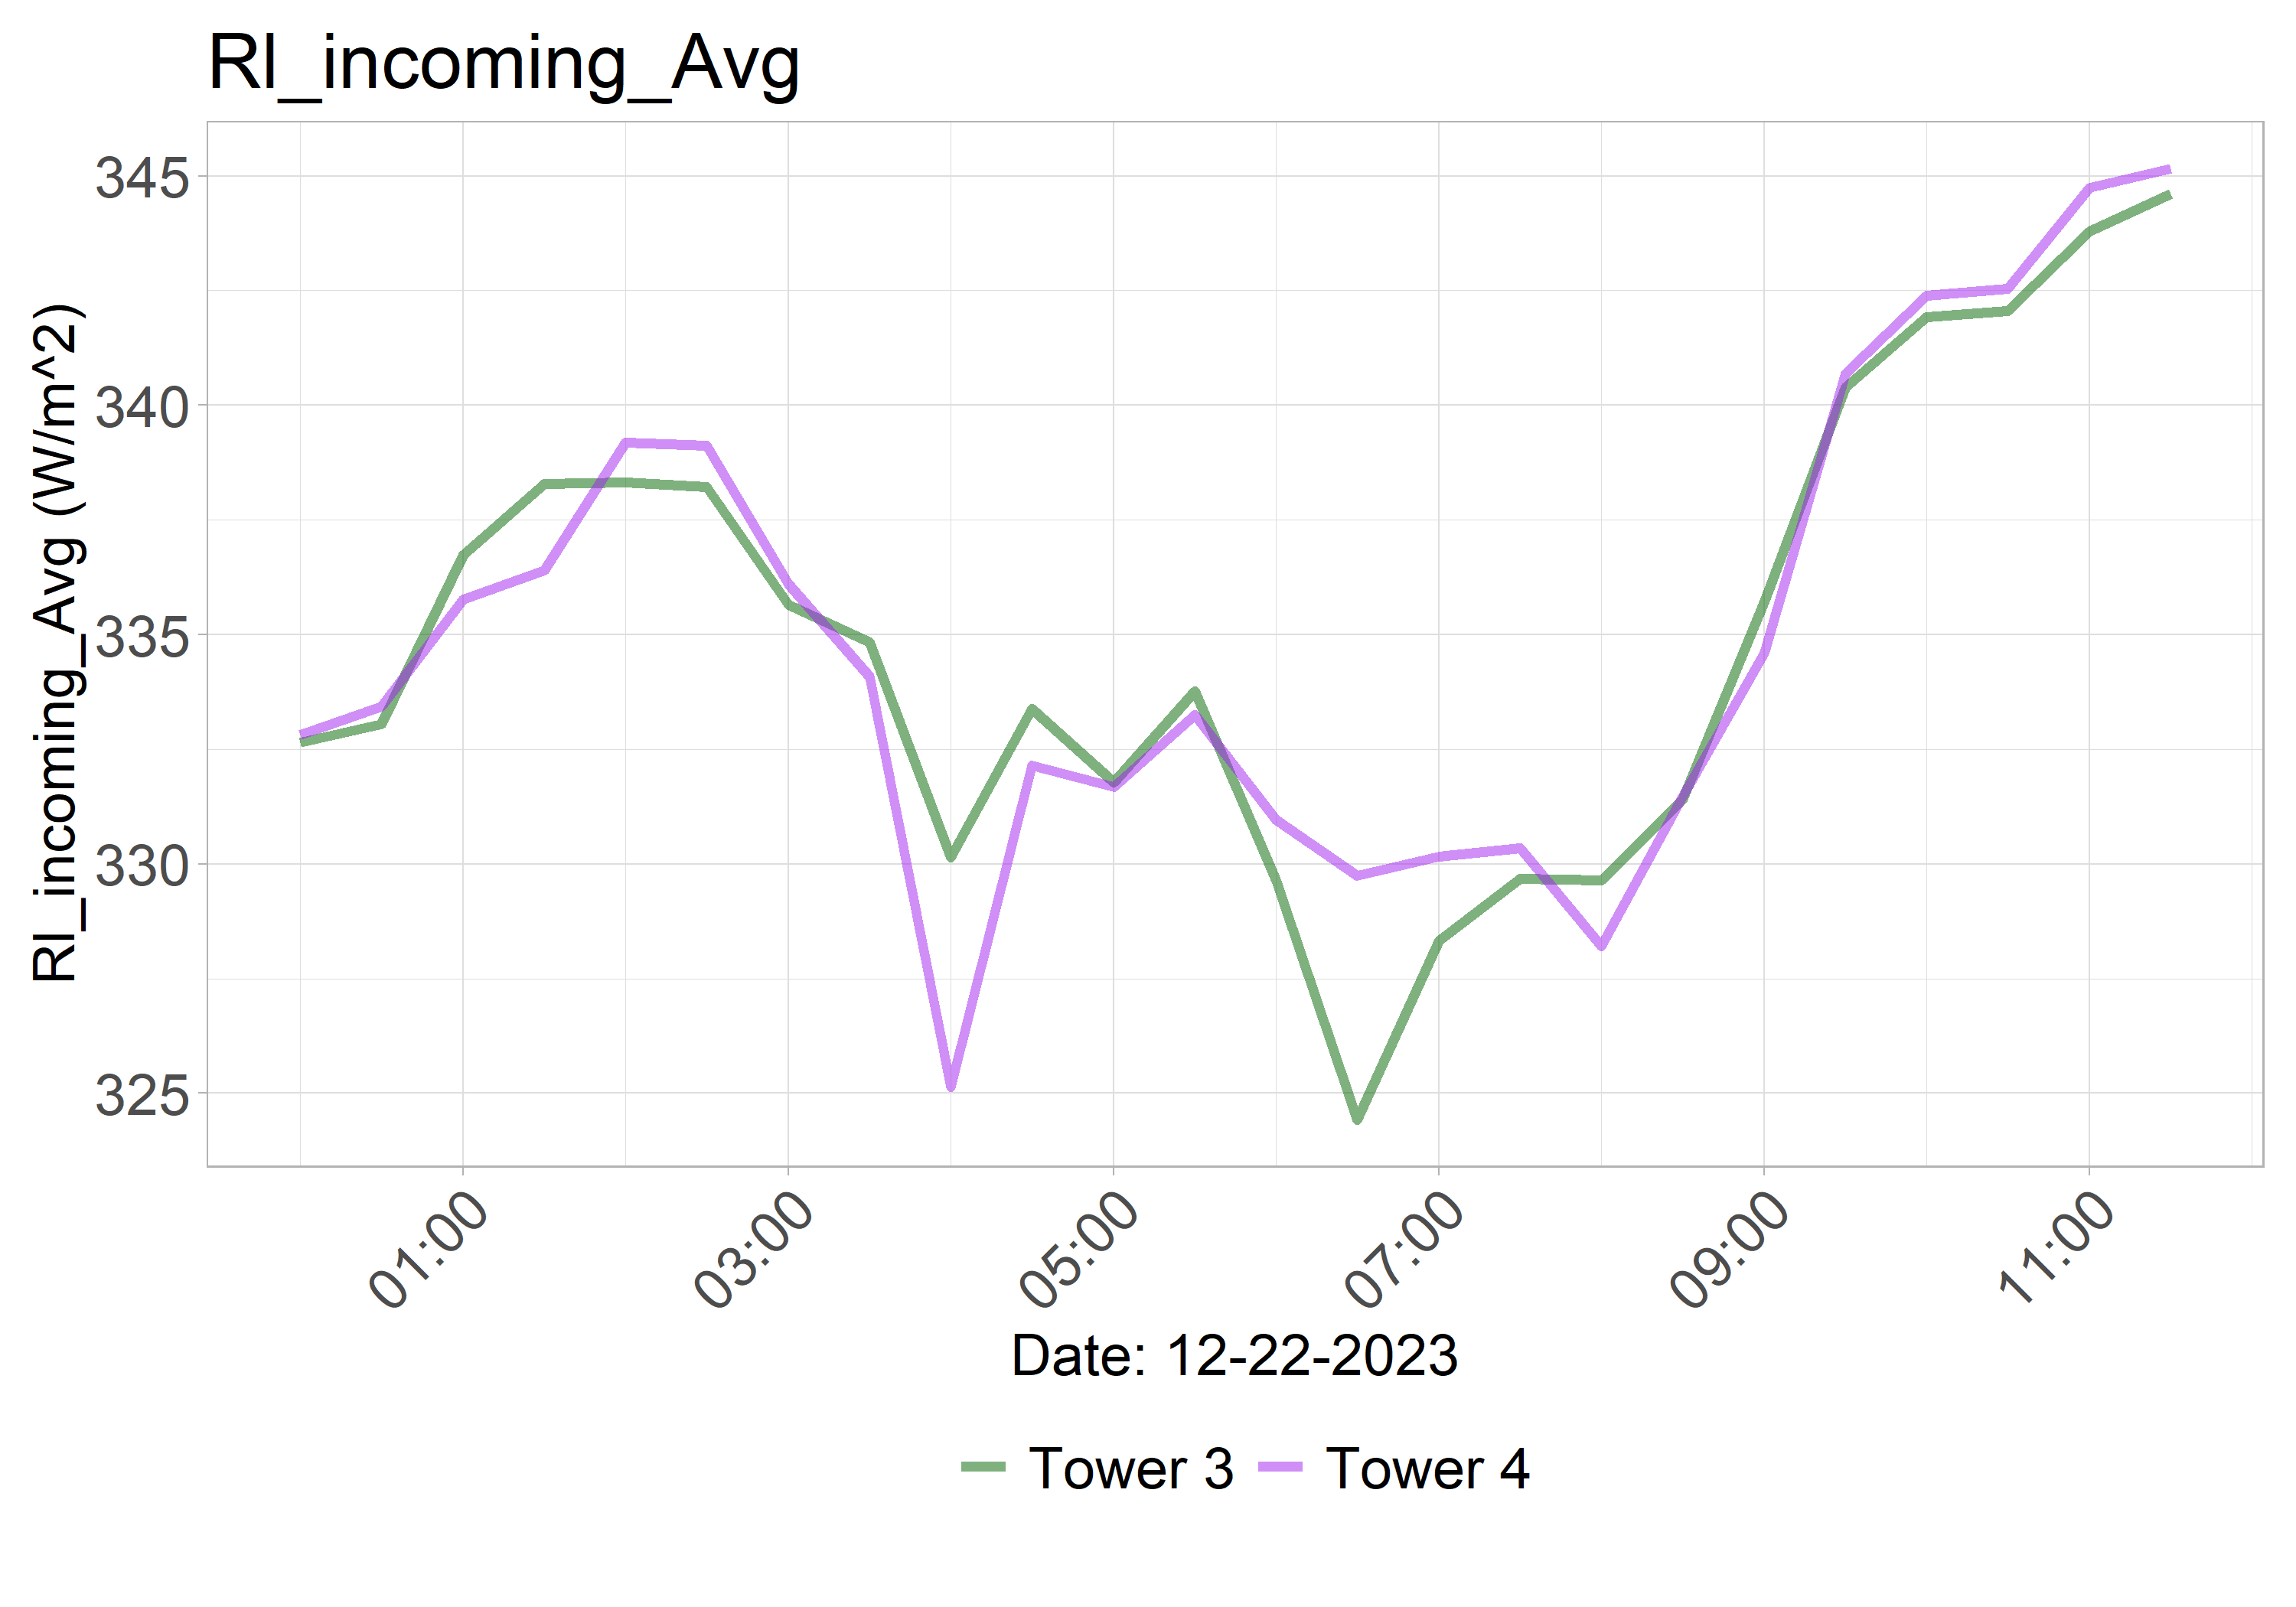 Rl_incoming_Avg
Rl_incoming_Avg (W/m^2)
345
340
335
330
325
01:00
03:00
05:00
07:00
09:00
11:00
Date: 12-22-2023
Tower 3
Tower 4